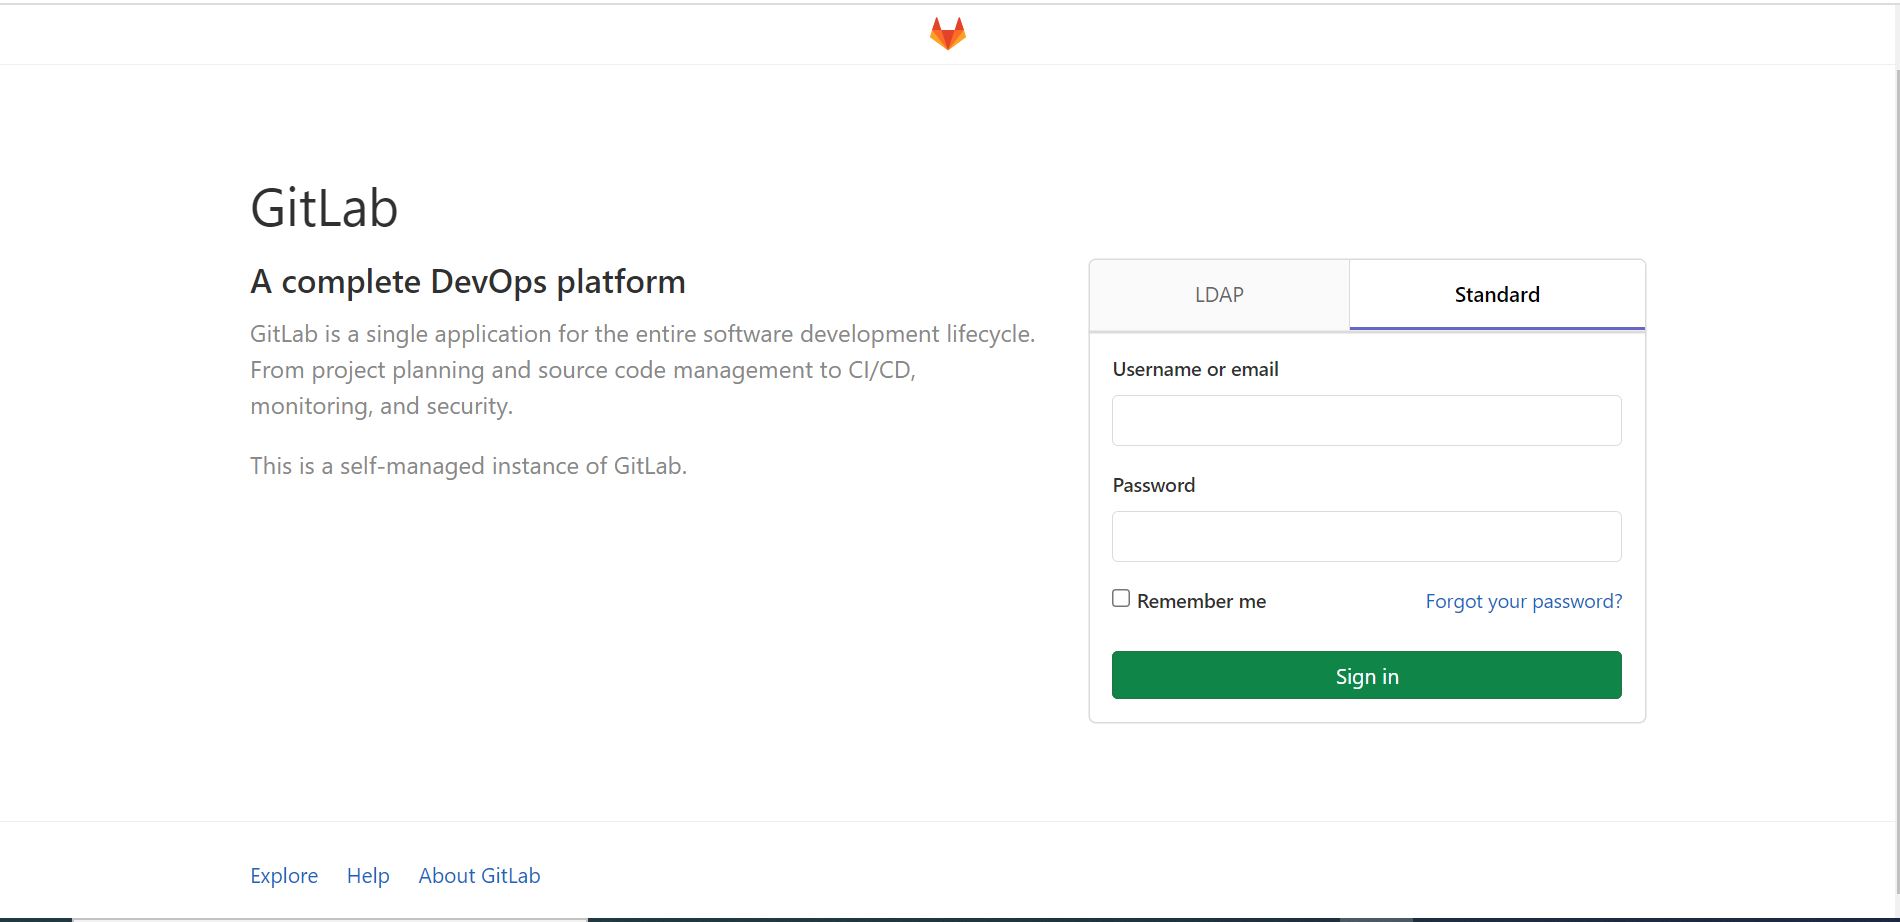 GitLab
A complete DevOps platform
GitLab is a single application for the entire software development lifecycle.
From project planning and source code management to CI/CD,
monitoring, and security.
This is a self-managed instance of GitLab.
LDAP
Standard
Username or email
Password
Remember me
Forgot your password?
Sign in
Explore
Help
About GitLab